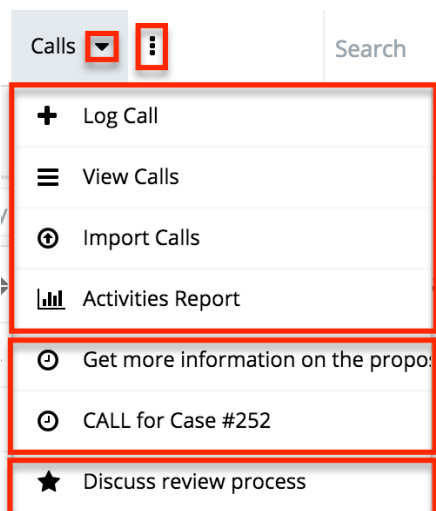 Calls
Search
Log Call
View Calls
Import Calls
Activities Report
Get more information on the propo
CALL for Case #252
Discuss review process